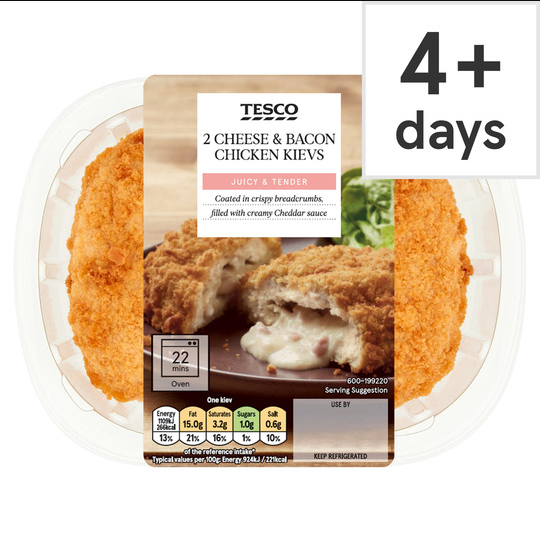 4+
days
TESCO
2 CHEESE & BACON
CHICKEN KIEVS
JUICY & TENDER
Coated in crispy breadcrumbs,
filled with creamy Cheddar sauce
22
mins
Oven
600-199220
Serving Suggestion
One kiev
Energy Fat Saturates Sugars Salt
1109kJ
266kcal 15.0g 3.2g 1.0g 0.6g
13% 21% 16% 1% 10%
of the reference intake*
Typical values per 100g: Energy 924kJ / 221kcal
USE BY
KEEP REFRIGERATED